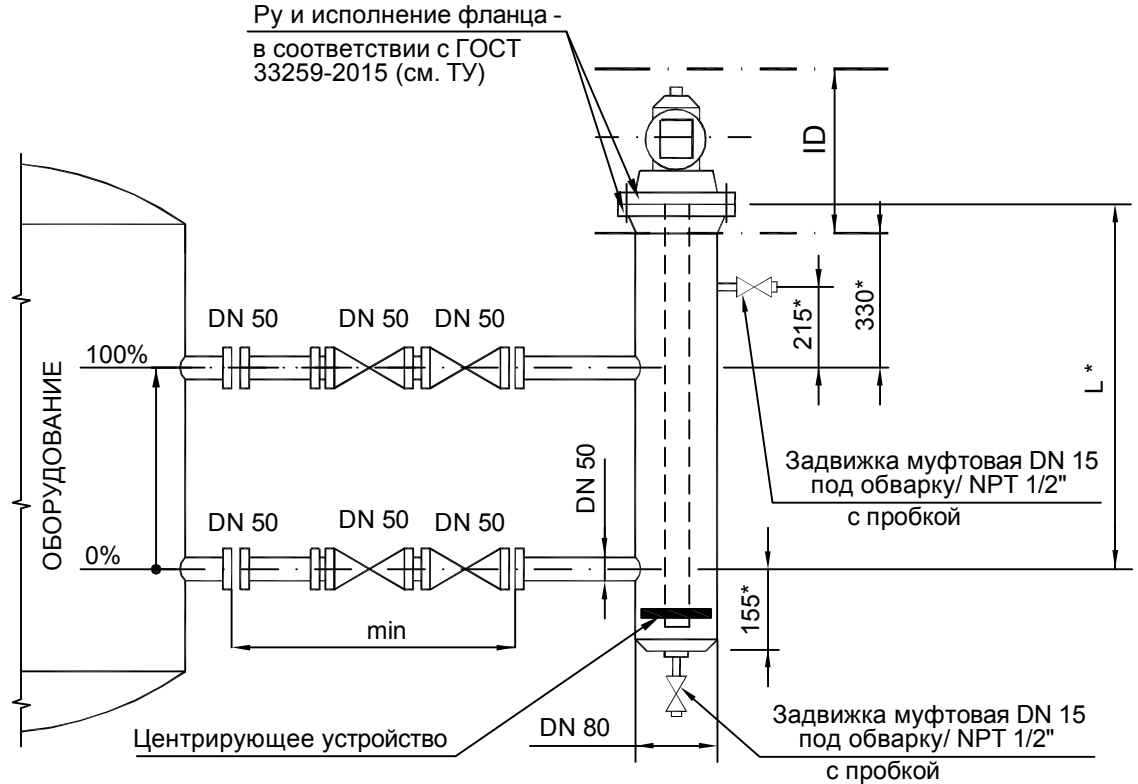 Ру и исполнение фланца -
в соответствии с ГОСТ
33259-2015 (см. ТУ)
ID
DN 50
DN 50
DN 50
100%
215*
330*
L*
ОБОРУДОВАНИЕ
Задвижка муфтовая DN 15
под обварку/ NPT 1/2"
с пробкой
DN 50
DN 50
DN 50
DN 50
0%
155*
min
Центрирующее устройство
DN 80
Задвижка муфтовая DN 15
под обварку/ NPT 1/2"
с пробкой